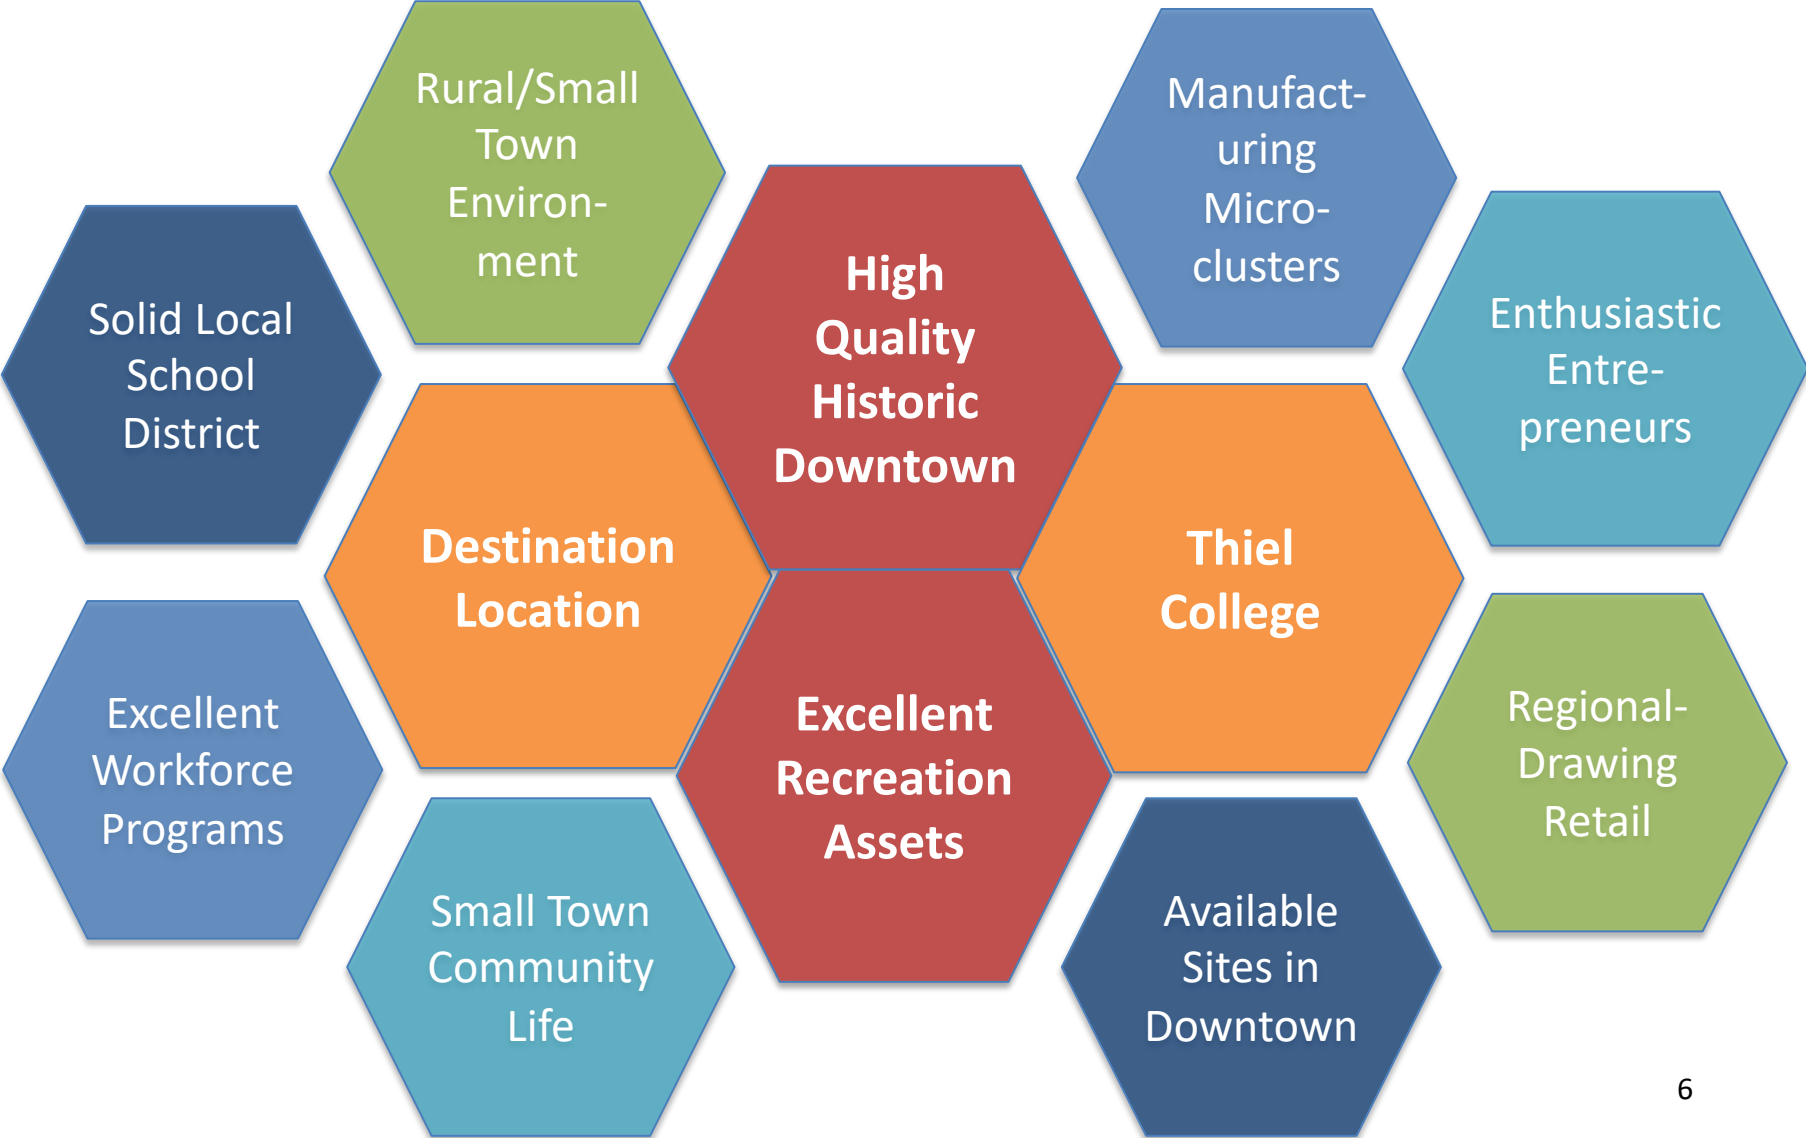 Rural/Small
Town
Environ-
ment
Manufact-
uring
Micro-
clusters
Solid Local
School
District
High
Quality
Historic
Downtown
Enthusiastic
Entre-
preneurs
Destination
Location
Thiel
College
Excellent
Workforce
Programs
Excellent
Recreation
Assets
Regional-
Drawing
Retail
Small Town
Community
Life
Available
Sites in
Downtown
6